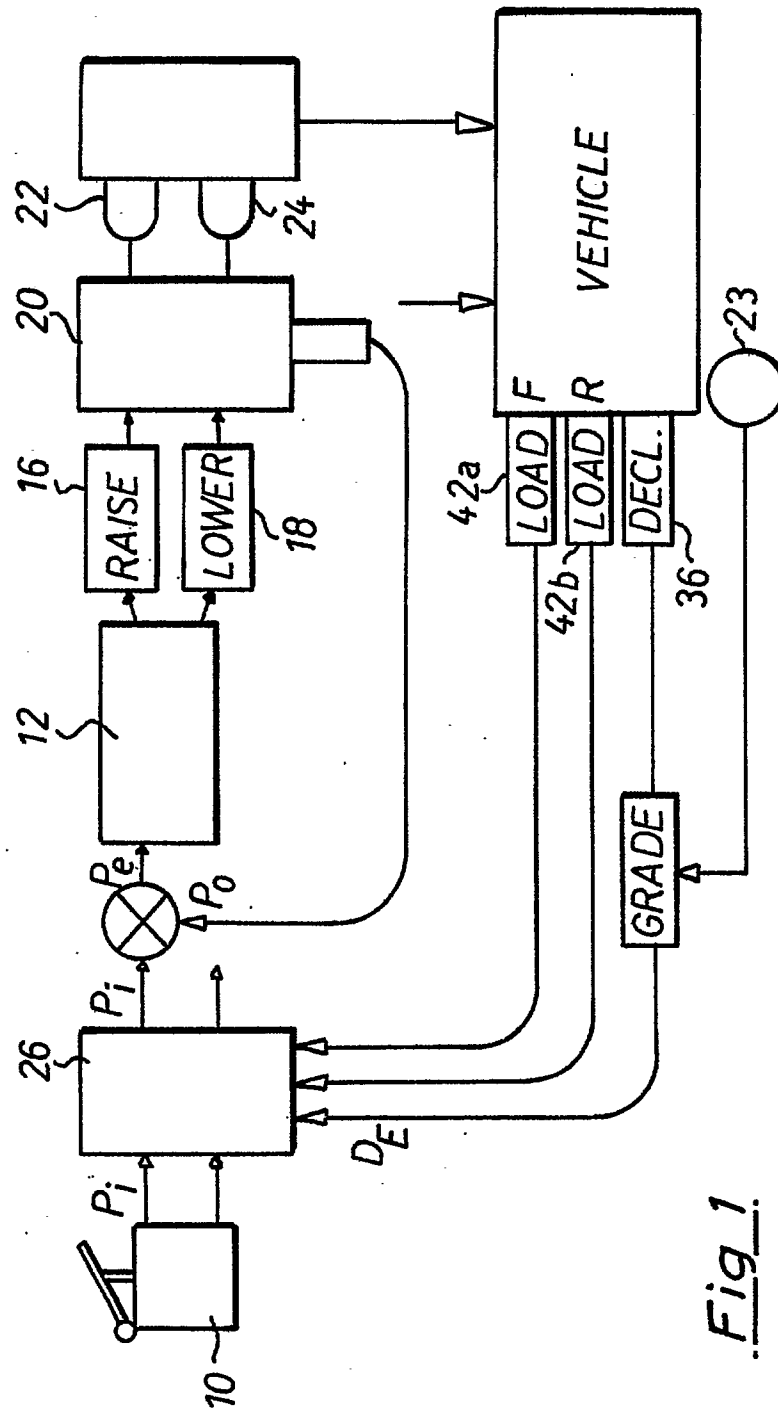 22
24
20
16
RAISE
LOWER
18
12
Pe
Po
Pi
26
Pi
10
DE
VEHICLE
F
R
LOAD
LOAD
DECL.
42a
42b
36
23
GRADE
Fig 1